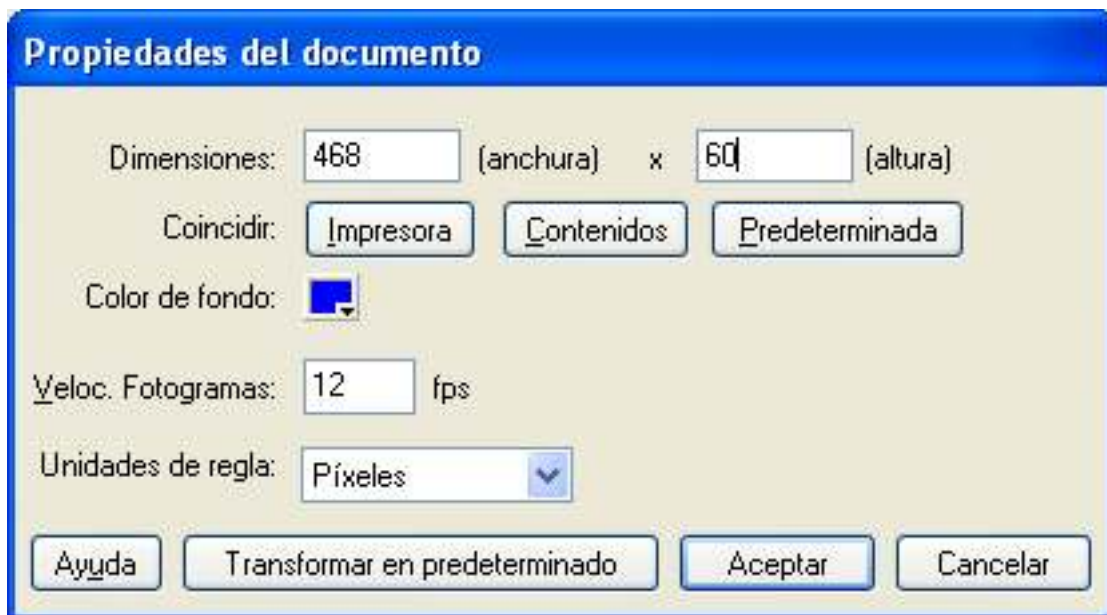 Propiedades del documento
Dimensiones: 468 (anchura) x 60 (altura)
Coincidir: Impresora Contenidos Predeterminada
Color de fondo:
Veloc. Fotogramas: 12 fps
Unidades de regla: Píxeles
Ayuda Transformar en predeterminado Aceptar Cancelar